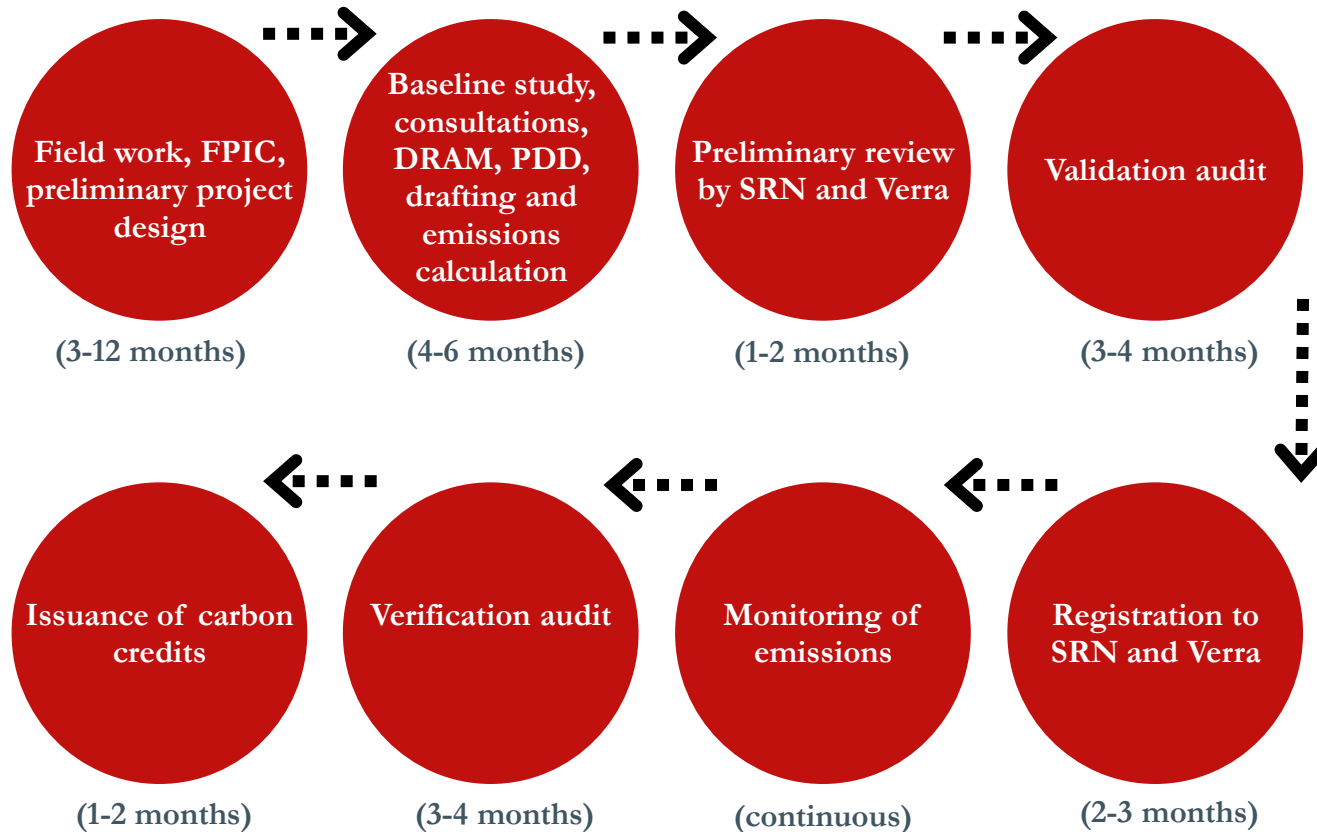 Field work, FPIC,
preliminary project
design
(3-12 months)
Baseline study,
consultations,
DRAM, PDD,
drafting and
emissions
calculation
(4-6 months)
Preliminary review
by SRN and Verra
(1-2 months)
Validation audit
(3-4 months)
Registration to
SRN and Verra
(2-3 months)
Monitoring of
emissions
(continuous)
Verification audit
(3-4 months)
Issuance of carbon
credits
(1-2 months)